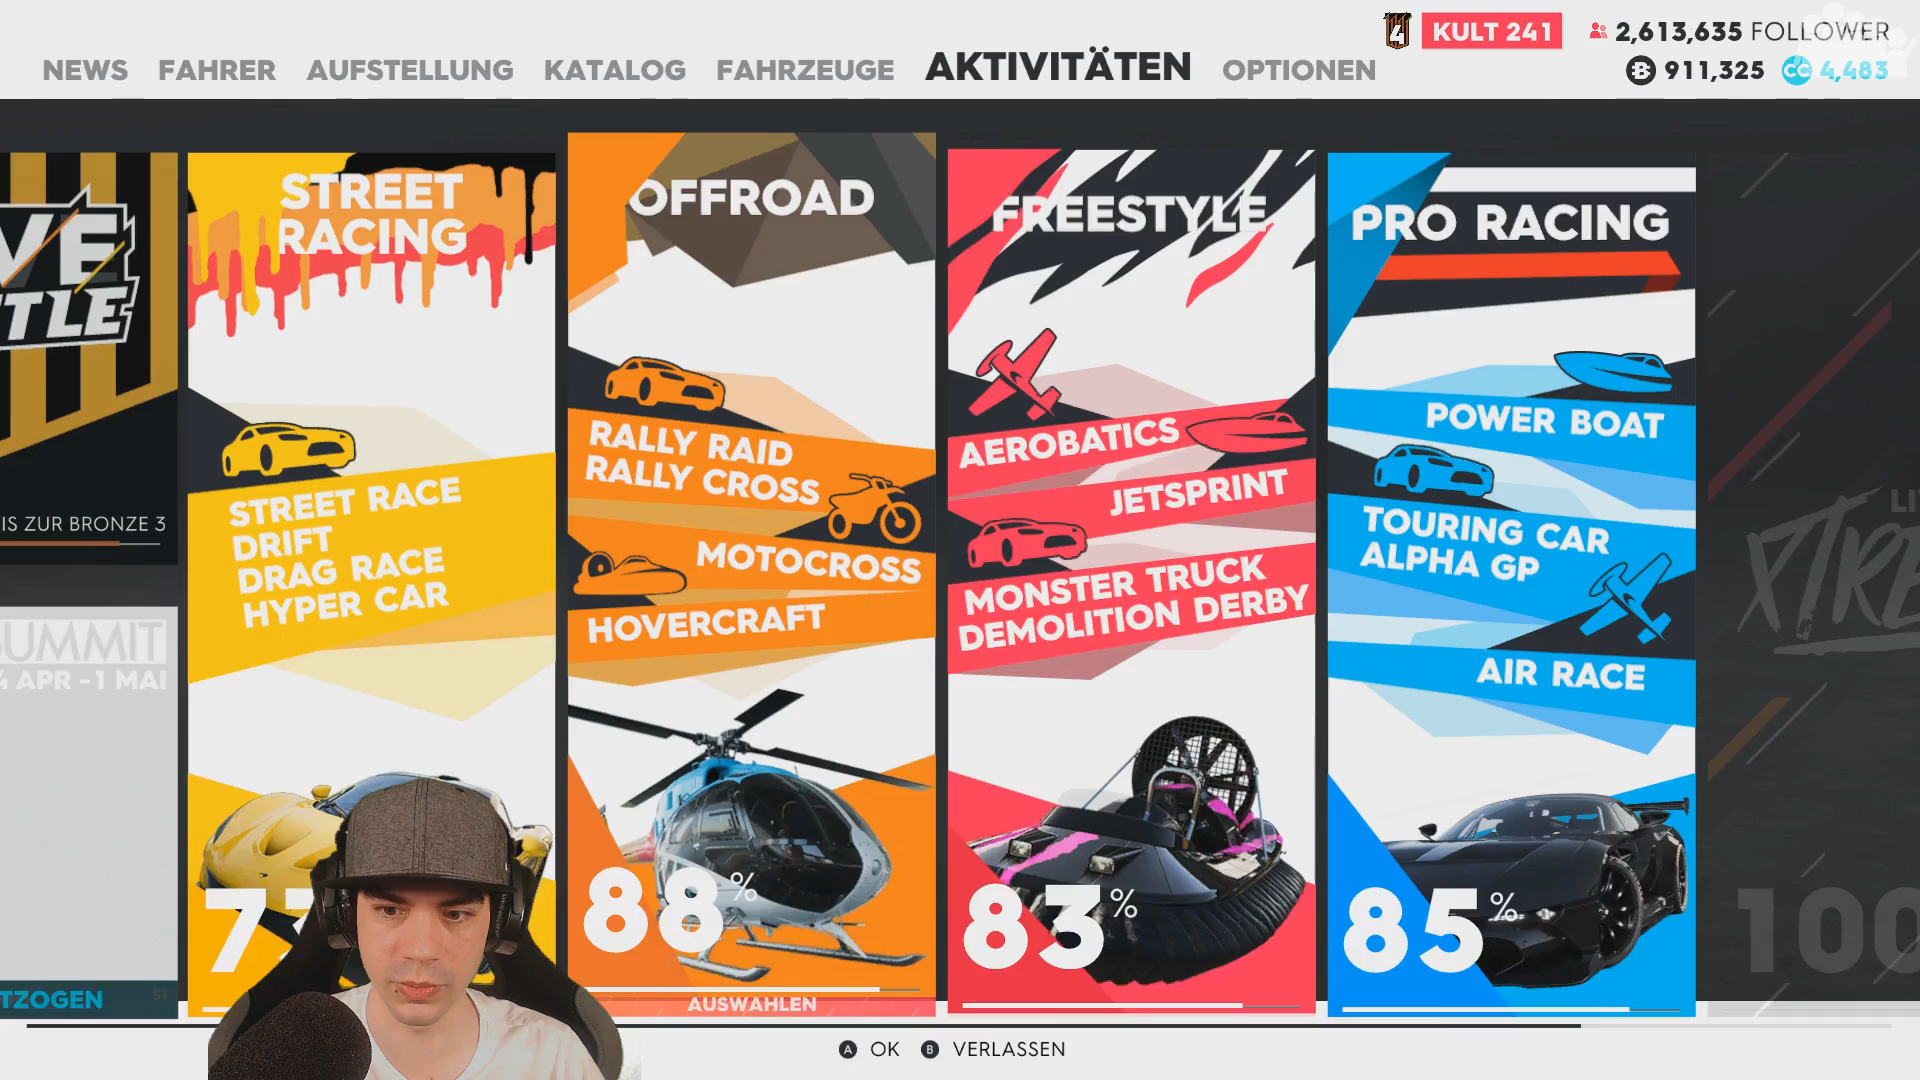 KULT 241
2,613,635 FOLLOWER
NEWS FAHRER AUFSTELLUNG KATALOG FAHRZEUGE AKTIVITÄTEN OPTIONEN
911,325 CC 4,483
STREET
RACING
STREET RACE
DRIFT
DRAG RACE
HYPER CAR
OFFROAD
RALLY RAID
RALLY CROSS
MOTOCROSS
HOVERCRAFT
88%
AUSWÄHLEN
FREESTYLE
AEROBATICS
JETSPRINT
MONSTER TRUCK
DEMOLITION DERBY
83%
PRO RACING
POWER BOAT
TOURING CAR
ALPHA GP
AIR RACE
85%
IS ZUR BRONZE 3
SUMMIT
APR - 1 MAI
TZOGEN
100
A OK B VERLASSEN